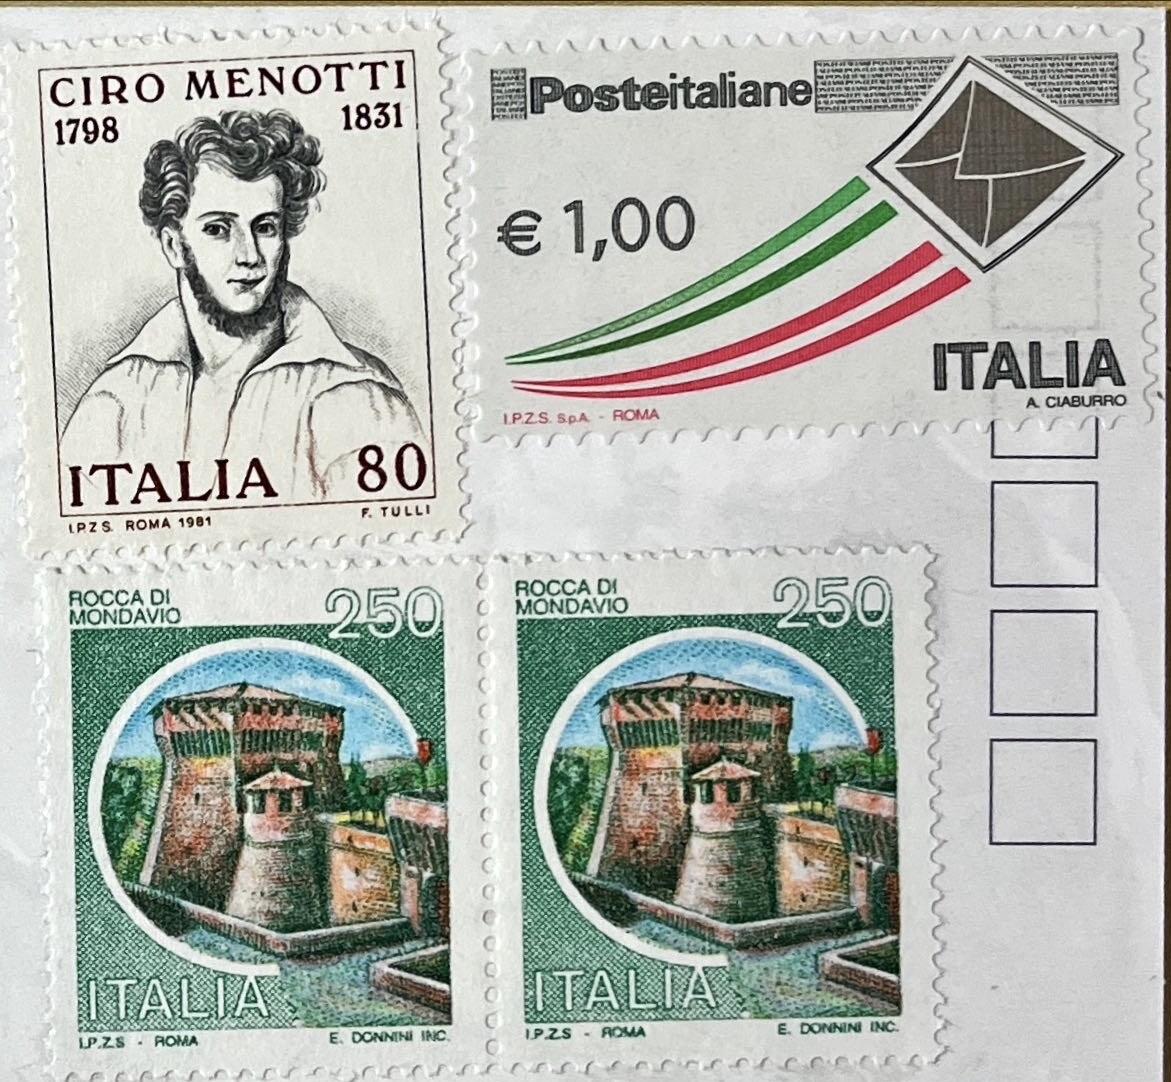 CIRO MENOTTI
1798 1831
ITALIA 80
I.P.Z.S. ROMA 1981 F. TULLI
Posteitaliane
€ 1,00
ITALIA
A. CIABURRO
I.P.Z.S. S.p.A. - ROMA
ROCCA DI
MONDAVIO
250
ITALIA
I.P.Z.S - ROMA E. DONNINI INC.
ROCCA DI
MONDAVIO
250
ITALIA
I.P.Z.S - ROMA E. DONNINI INC.